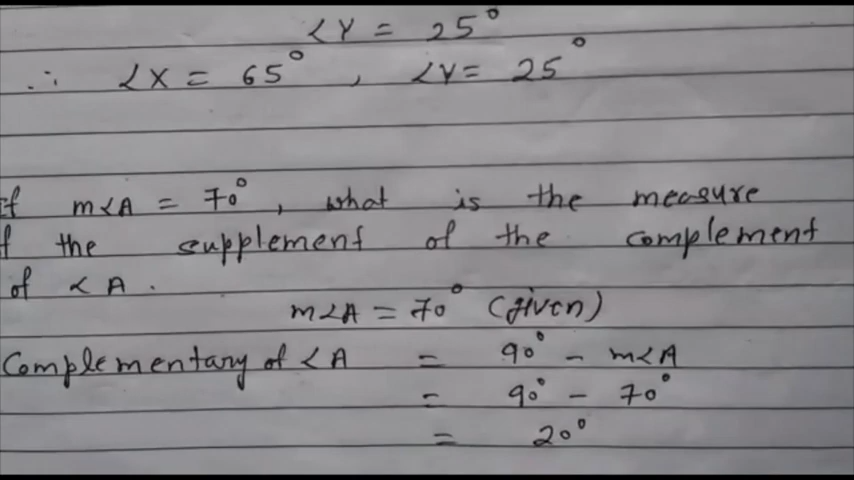 ∠Y = 25°
∴ ∠X = 65° , ∠Y = 25°
If m∠A = 70° , what is the measure
f the supplement of the complement
of ∠A .
m∠A = 70° (given)
Complementary of ∠A = 90° - m∠A
= 90° - 70°
= 20°